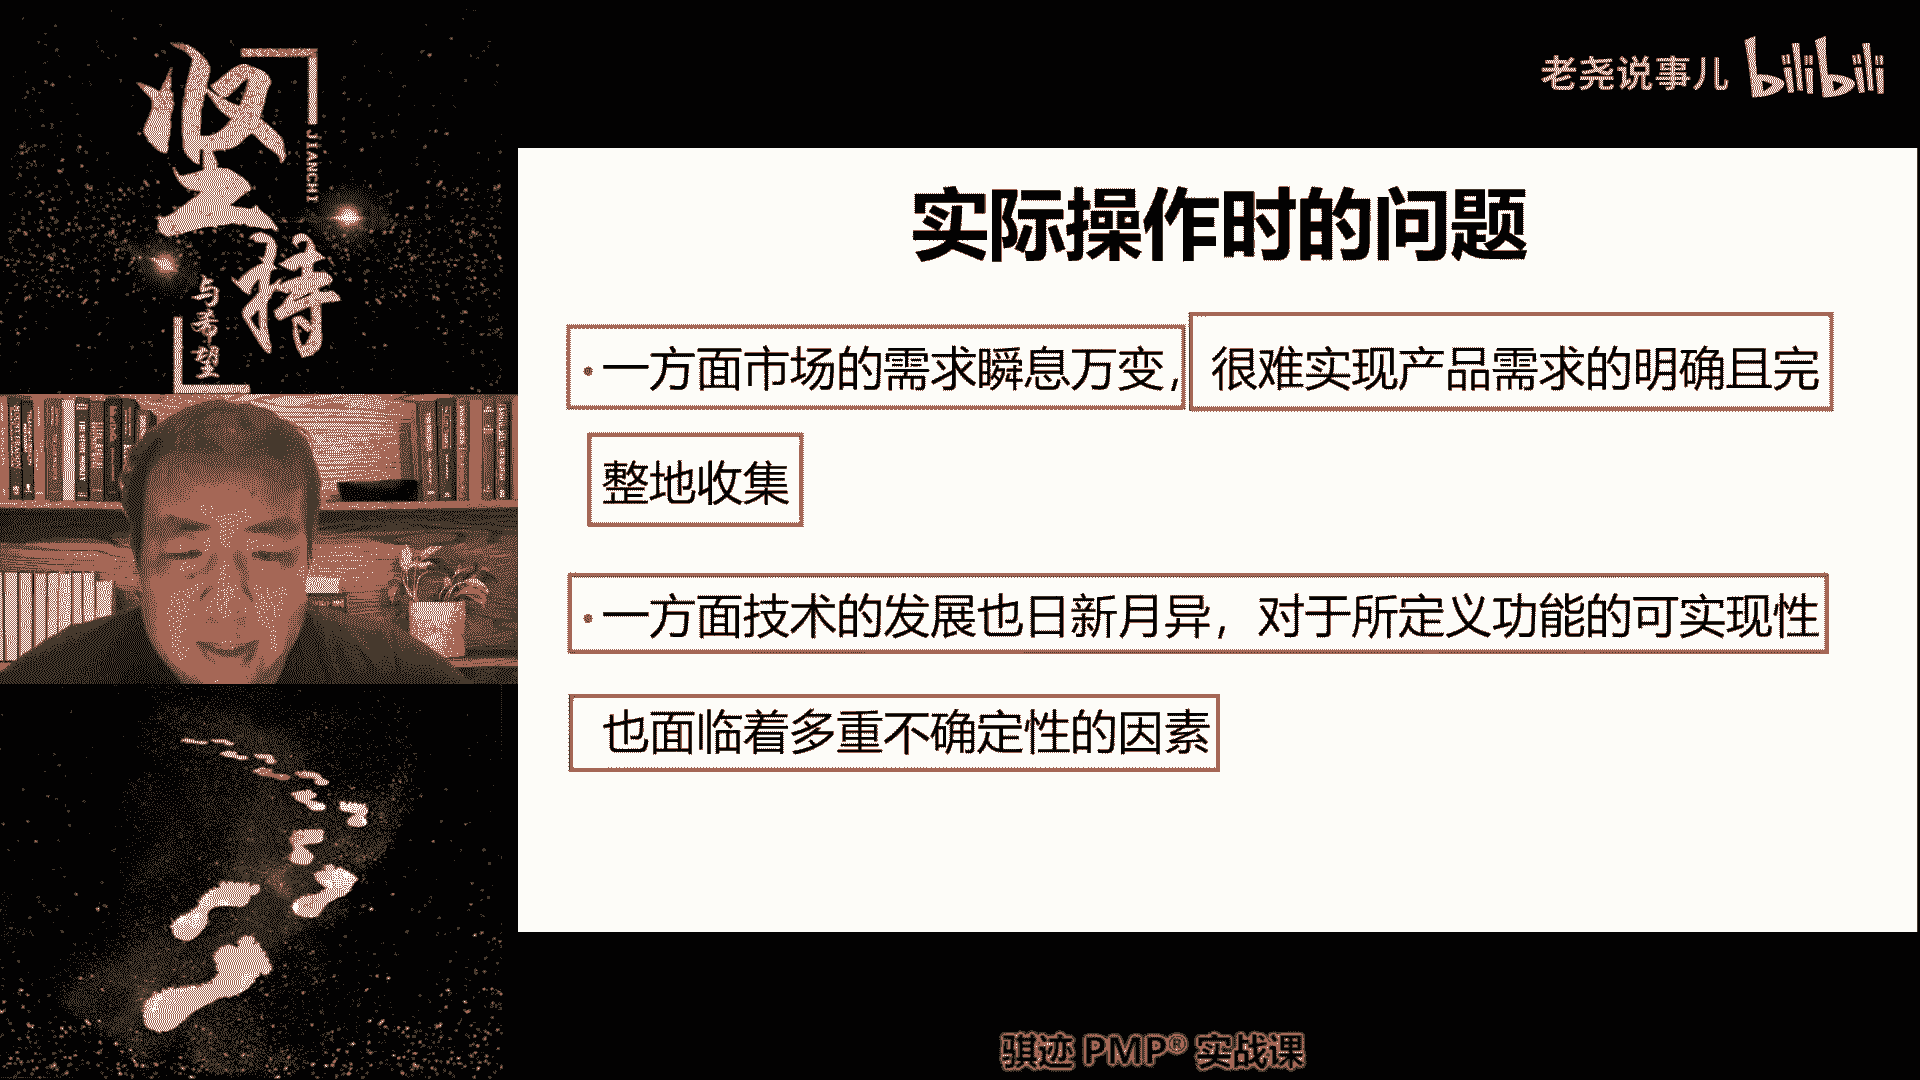 坚持
JIANCHI
与希望
老尧说事儿 bilibili
实际操作时的问题
·一方面市场的需求瞬息万变，很难实现产品需求的明确且完
整地收集
·一方面技术的发展也日新月异，对于所定义功能的可实现性
也面临着多重不确定性的因素
骐迹 PMP® 实战课